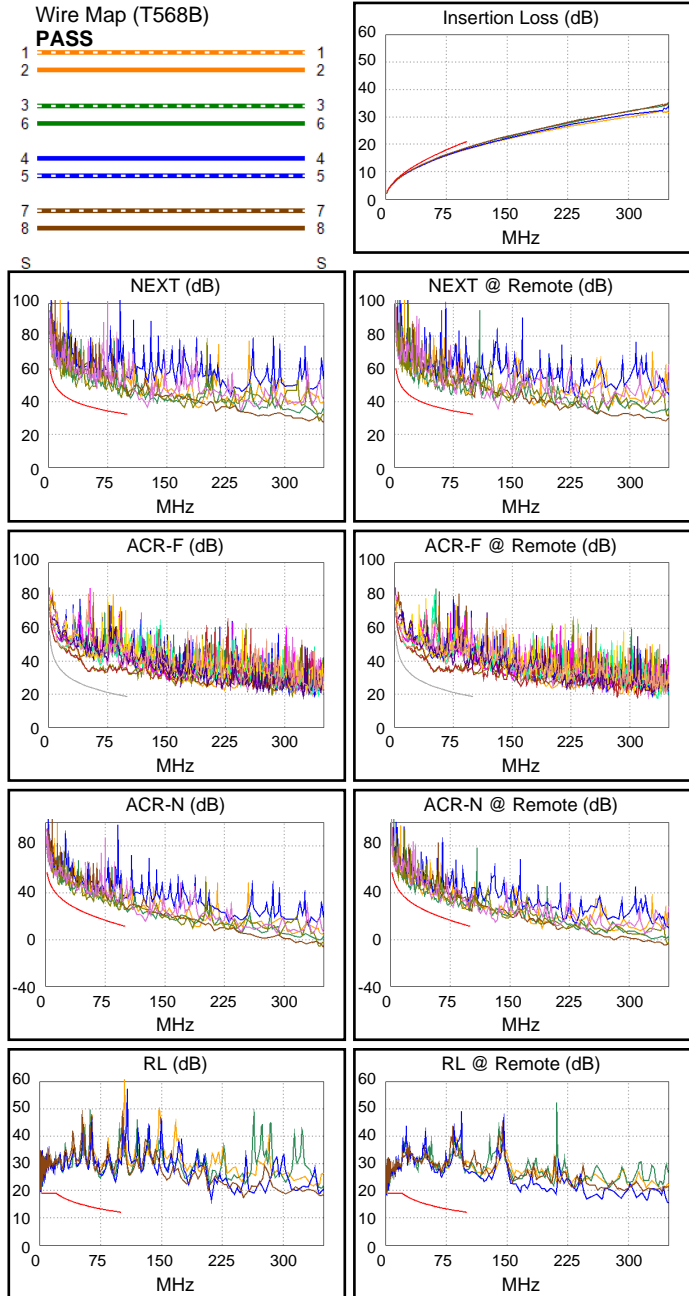 Wire Map (T568B)
PASS
1 1
2 2
3 3
6 6
4 4
5 5
7 7
8 8
S S
Insertion Loss (dB)
60
50
40
30
20
10
0
0 75 150 225 300
MHz
NEXT (dB)
100
80
60
40
20
0
0 75 150 225 300
MHz
NEXT @ Remote (dB)
100
80
60
40
20
0
0 75 150 225 300
MHz
ACR-F (dB)
100
80
60
40
20
0
0 75 150 225 300
MHz
ACR-F @ Remote (dB)
100
80
60
40
20
0
0 75 150 225 300
MHz
ACR-N (dB)
80
40
0
-40
0 75 150 225 300
MHz
ACR-N @ Remote (dB)
80
40
0
-40
0 75 150 225 300
MHz
RL (dB)
60
50
40
30
20
10
0
0 75 150 225 300
MHz
RL @ Remote (dB)
60
50
40
30
20
10
0
0 75 150 225 300
MHz